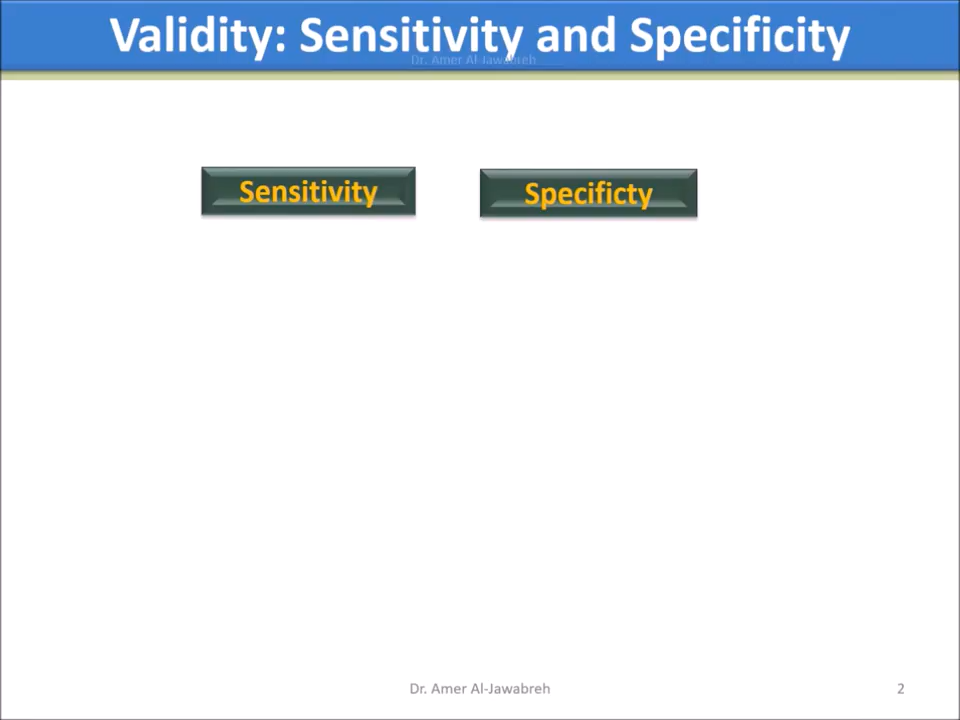 Validity: Sensitivity and Specificity
Dr. Amer Al-Jawabreh
Sensitivity
Specificty
Dr. Amer Al-Jawabreh
2